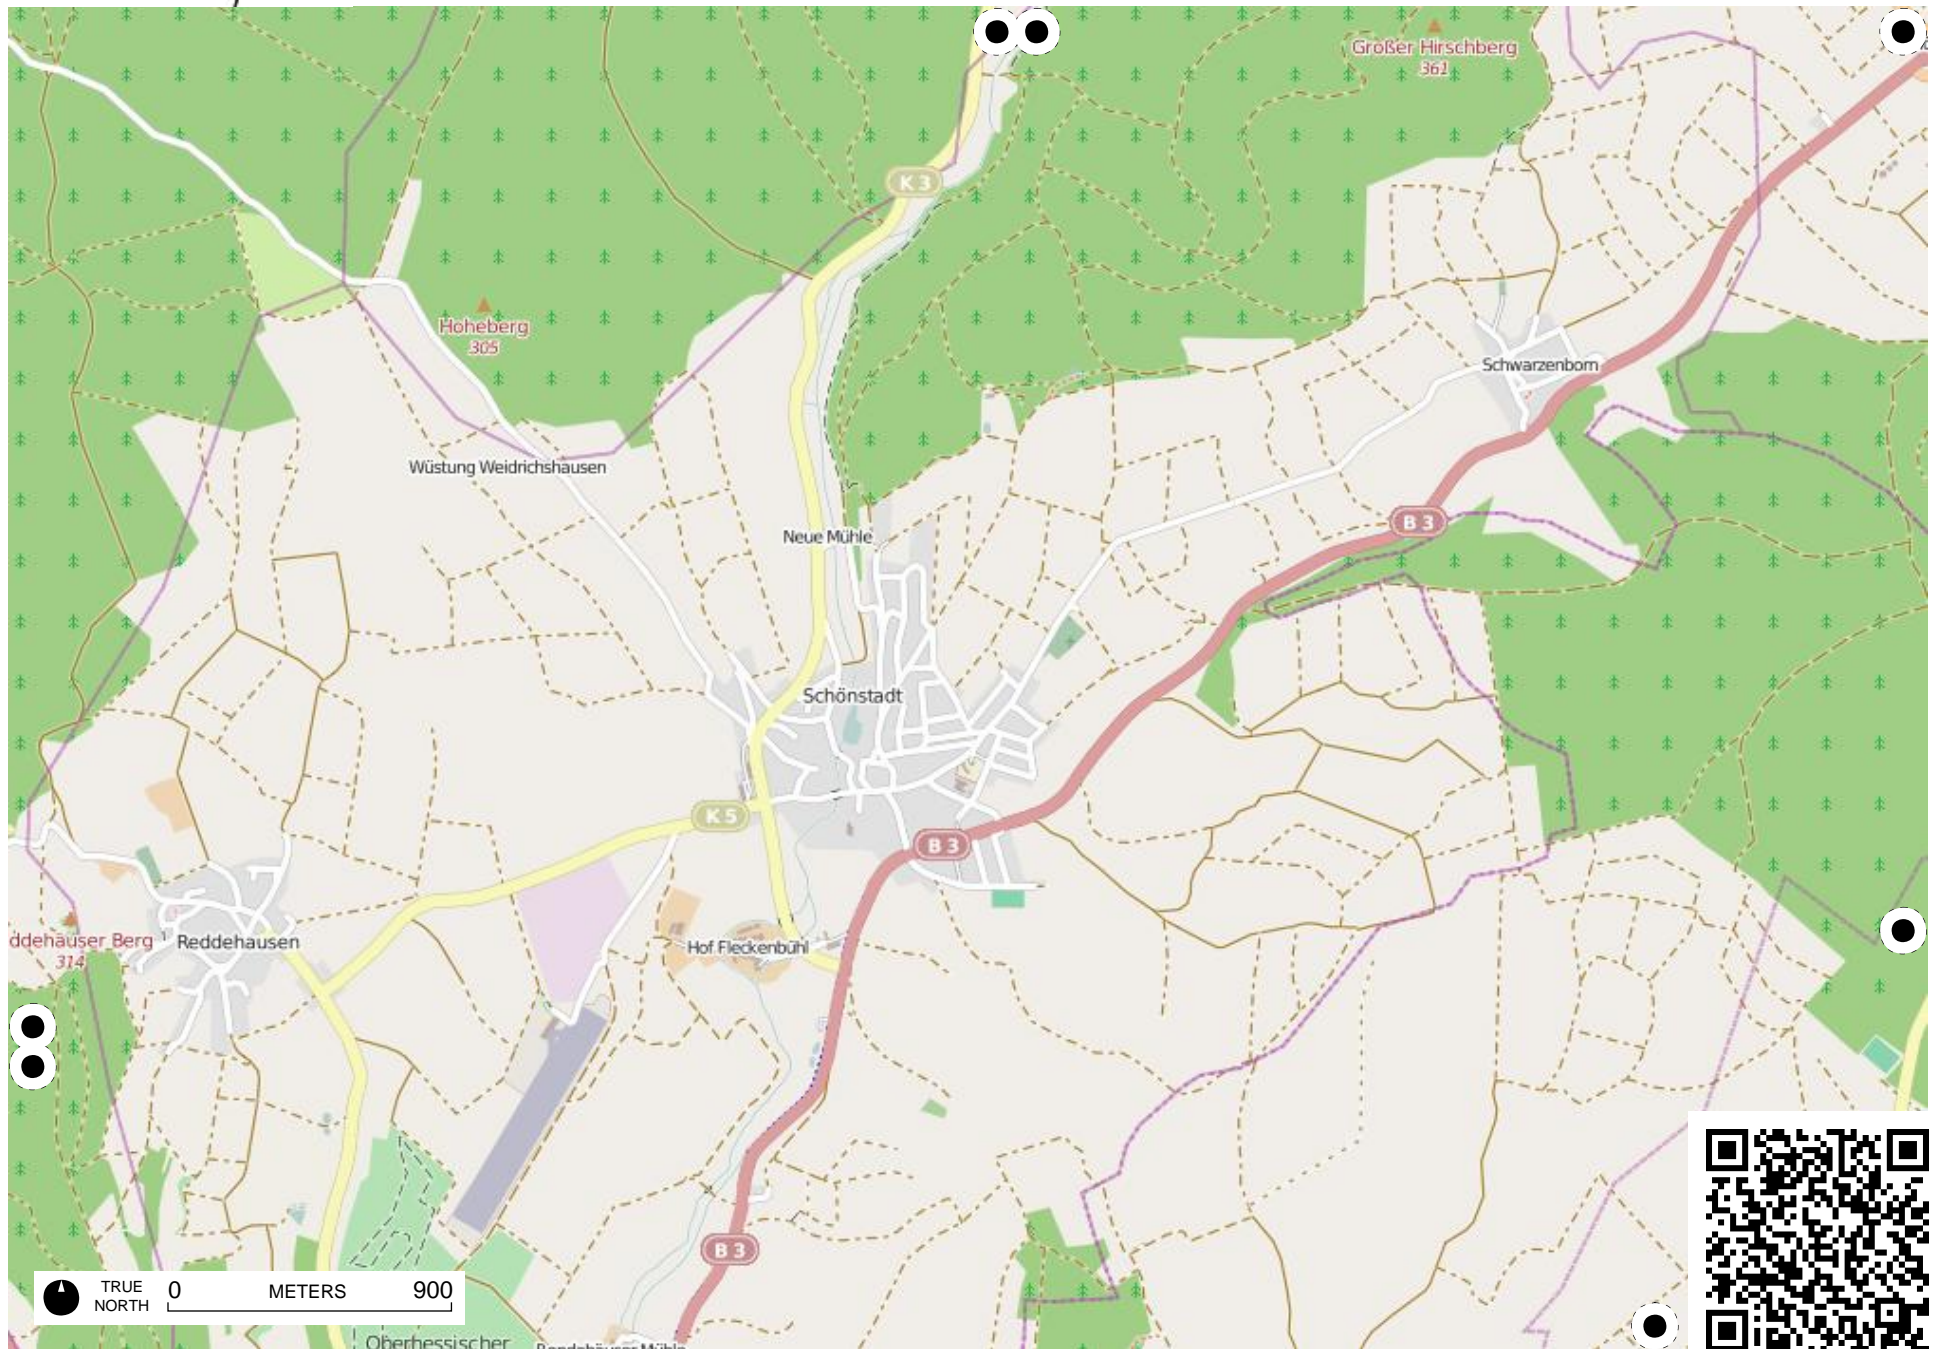 Großer Hirschberg
361
K 3
Hoheberg
305
Schwarzenborn
Wüstung Weidrichshausen
B 3
Neue Mühle
Schönstadt
K 5
B 3
ddehäuser Berg
314
Reddehausen
Hof Fleckenbühl
B 3
TRUE
NORTH
0 METERS 900
Oberhessischer